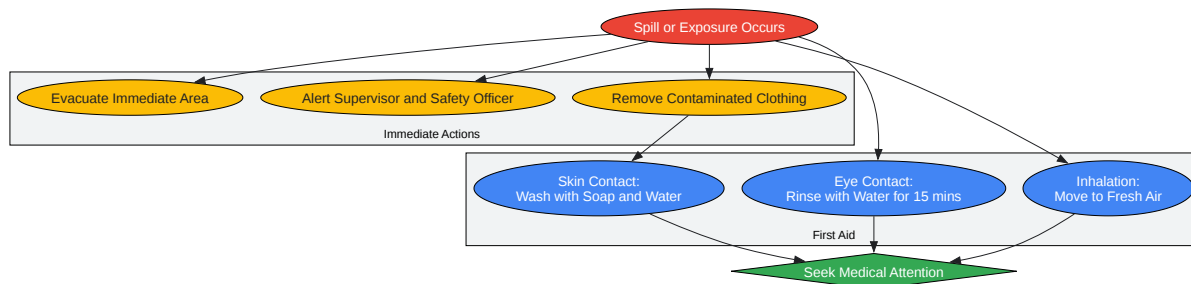 Spill or Exposure Occurs
Evacuate Immediate Area
Alert Supervisor and Safety Officer
Remove Contaminated Clothing
Immediate Actions
Skin Contact:
Wash with Soap and Water
Eye Contact:
Rinse with Water for 15 mins
Inhalation:
Move to Fresh Air
First Aid
Seek Medical Attention